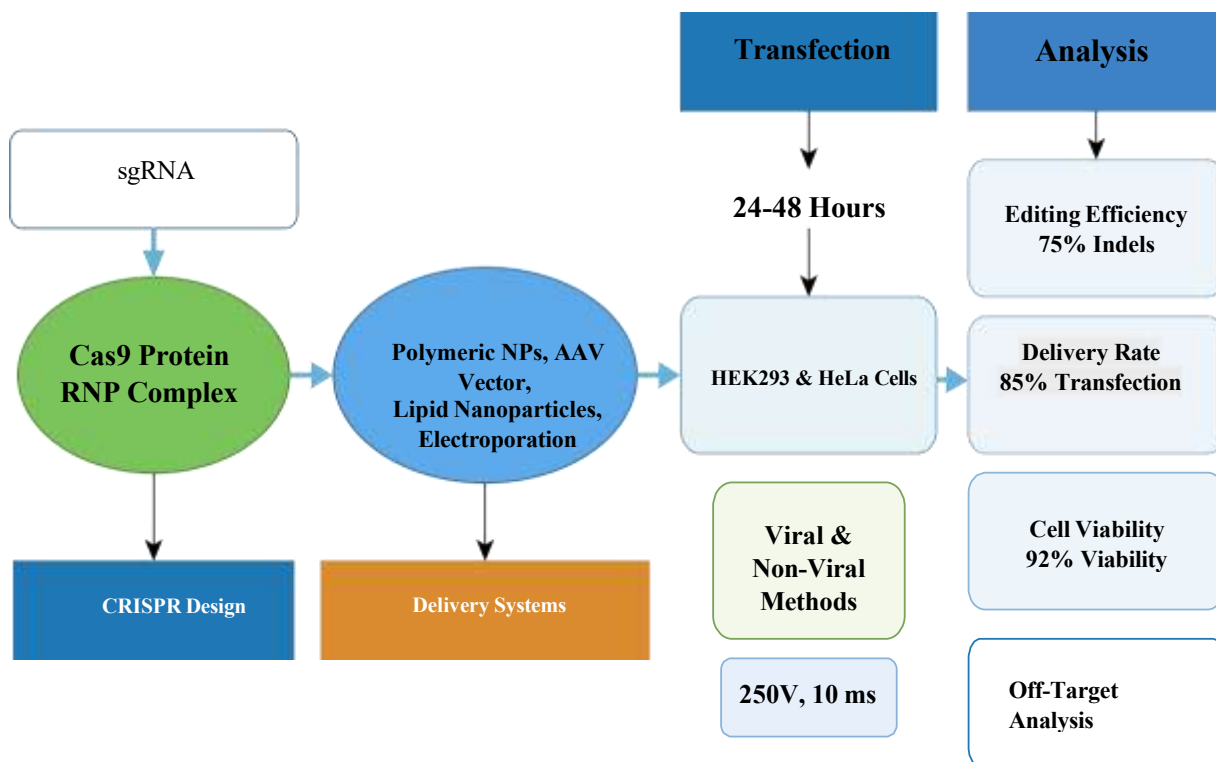 Transfection
Analysis
sgRNA
24-48 Hours
Editing Efficiency
75% Indels
Cas9 Protein
RNP Complex
Polymeric NPs, AAV
Vector,
Lipid Nanoparticles,
Electroporation
HEK293 & HeLa Cells
Delivery Rate
85% Transfection
Viral &
Non-Viral
Methods
Cell Viability
92% Viability
CRISPR Design
Delivery Systems
250V, 10 ms
Off-Target
Analysis